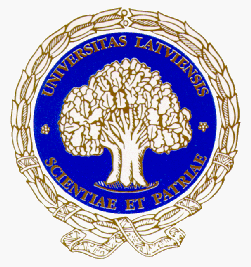 UNIVERSITAS LATVIENSIS
SCIENTIAE ET PATRIAE